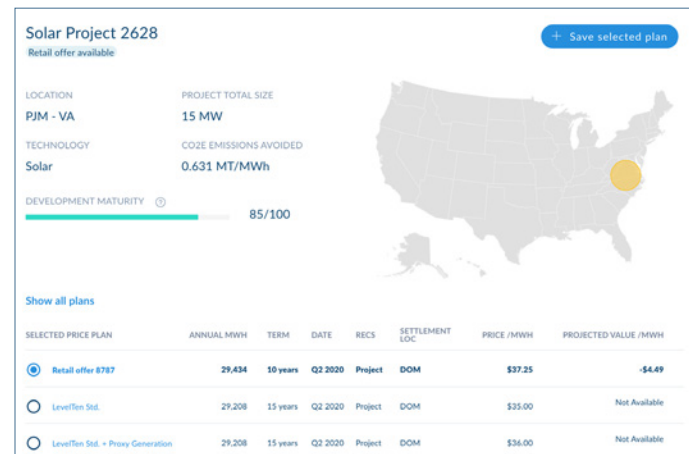 Solar Project 2628
+ Save selected plan
Retail offer available
LOCATION PROJECT TOTAL SIZE
PJM - VA 15 MW
TECHNOLOGY CO2E EMISSIONS AVOIDED
Solar 0.631 MT/MWh
DEVELOPMENT MATURITY ?
85/100
Show all plans
SELECTED PRICE PLAN ANNUAL MWH TERM DATE RECS SETTLEMENT LOC PRICE /MWH PROJECTED VALUE /MWH
Retail offer 8787 29,434 10 years Q2 2020 Project DOM $37.25 -$4.49
LevelTen Std. 29,208 15 years Q2 2020 Project DOM $35.00 Not Available
LevelTen Std. + Proxy Generation 29,208 15 years Q2 2020 Project DOM $36.00 Not Available